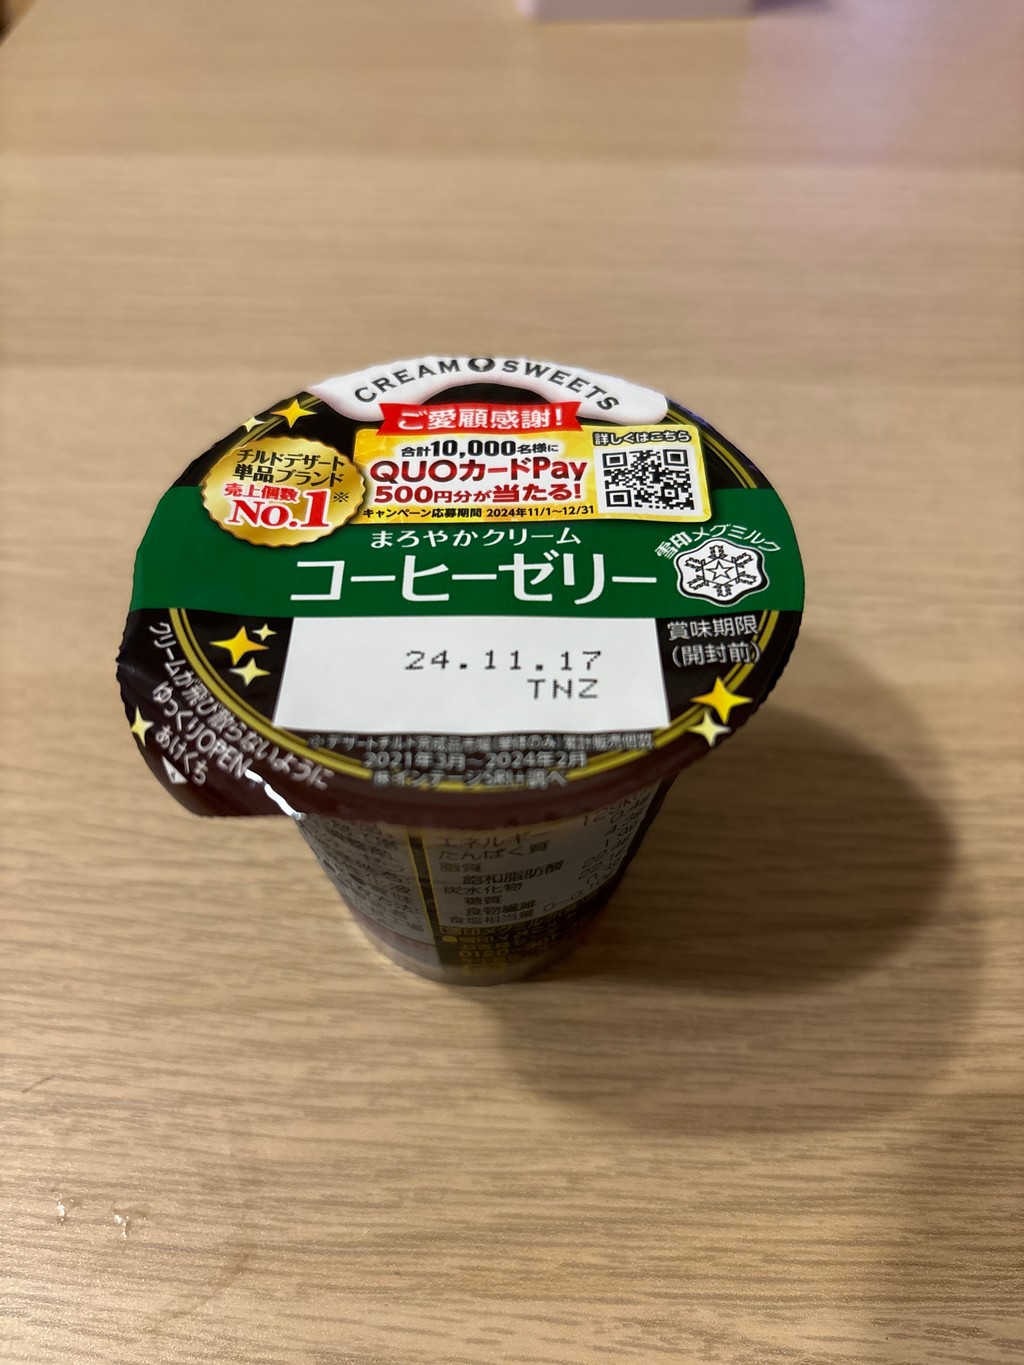 CREAM SWEETS
ご愛顧感謝!
チルドデザート
単品ブランド
売上個数
No.1※
合計10,000名様に
QUOカードPay
500円分が当たる!
キャンペーン応募期間 2024年11/1~12/31
詳しくはこちら
まろやかクリーム
コーヒーゼリー
雪印メグミルク
賞味期限
(開封前)
24.11.17
TNZ
クリームが飛び散らないように
ゆっくりOPEN
あけくち
2021年3月~2024年2月
エネルギー
たんぱく質
脂質
飽和脂肪酸
炭水化物
糖質
食物繊維
食塩相当量